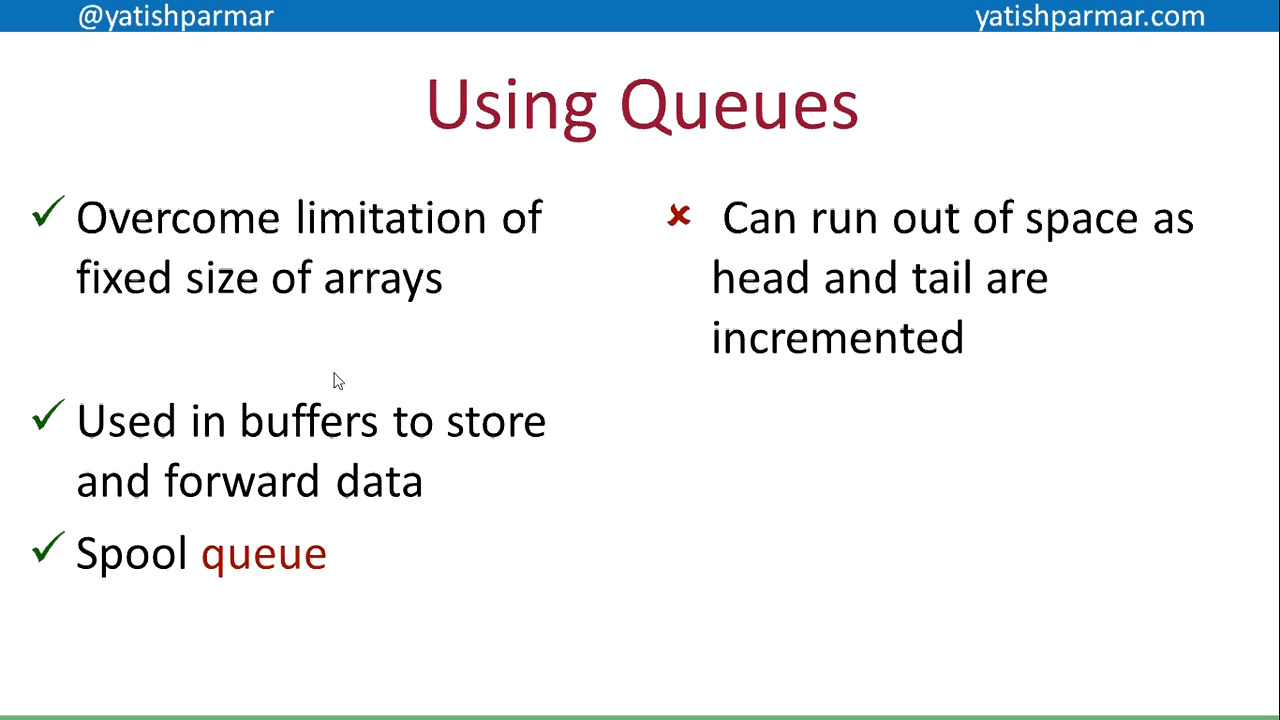 @yatishparmar
yatishparmar.com
Using Queues
✓ Overcome limitation of
fixed size of arrays
✓ Used in buffers to store
and forward data
✓ Spool queue
✘ Can run out of space as
head and tail are
incremented